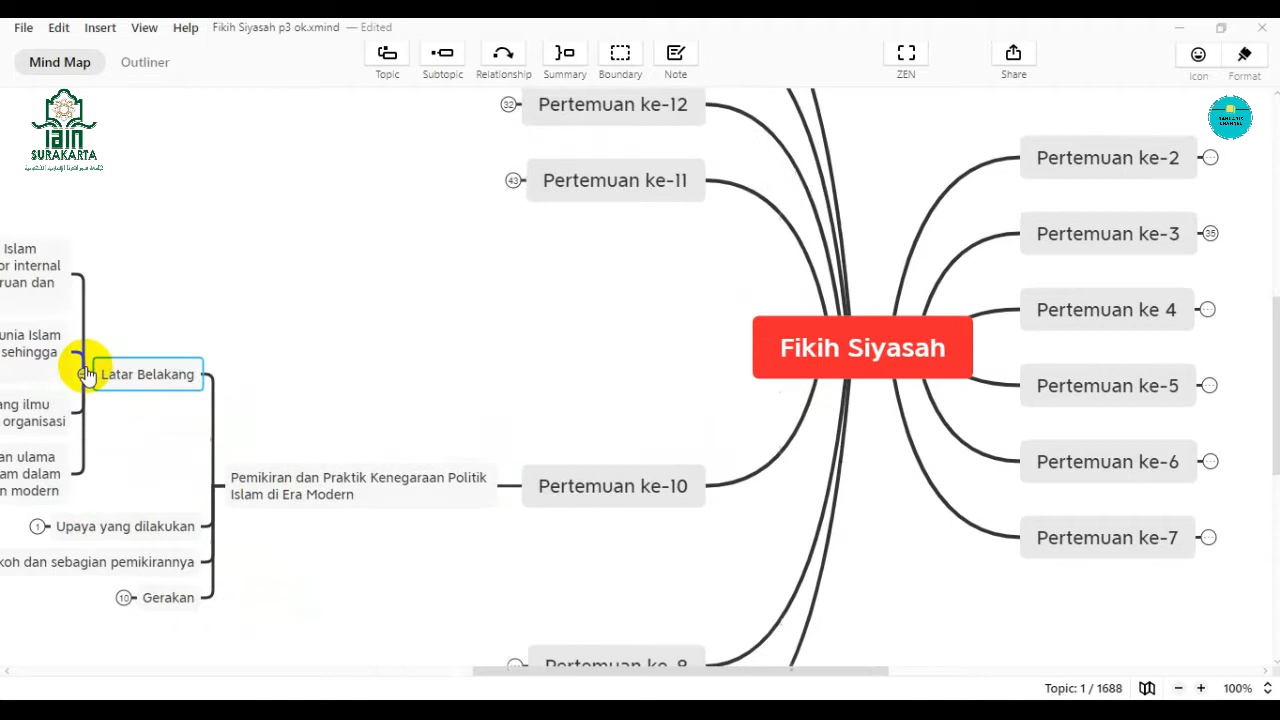 File Edit Insert View Help Fikih Siyasah p3 ok.xmind — Edited
Mind Map Outliner
Topic Subtopic Relationship Summary Boundary Note ZEN Share Icon Format
iain
SURAKARTA
32 Pertemuan ke-12
43 Pertemuan ke-11
Islam
or internal
ruan dan
unia Islam
sehingga
ang ilmu
organisasi
an ulama
am dalam
n modern
Latar Belakang
1 Upaya yang dilakukan
koh dan sebagian pemikirannya
10 Gerakan
Pemikiran dan Praktik Kenegaraan Politik
Islam di Era Modern
Pertemuan ke-10
Pertemuan ke-8
Fikih Siyasah
Pertemuan ke-2
Pertemuan ke-3 35
Pertemuan ke 4
Pertemuan ke-5
Pertemuan ke-6
Pertemuan ke-7
Topic: 1 / 1688 100%